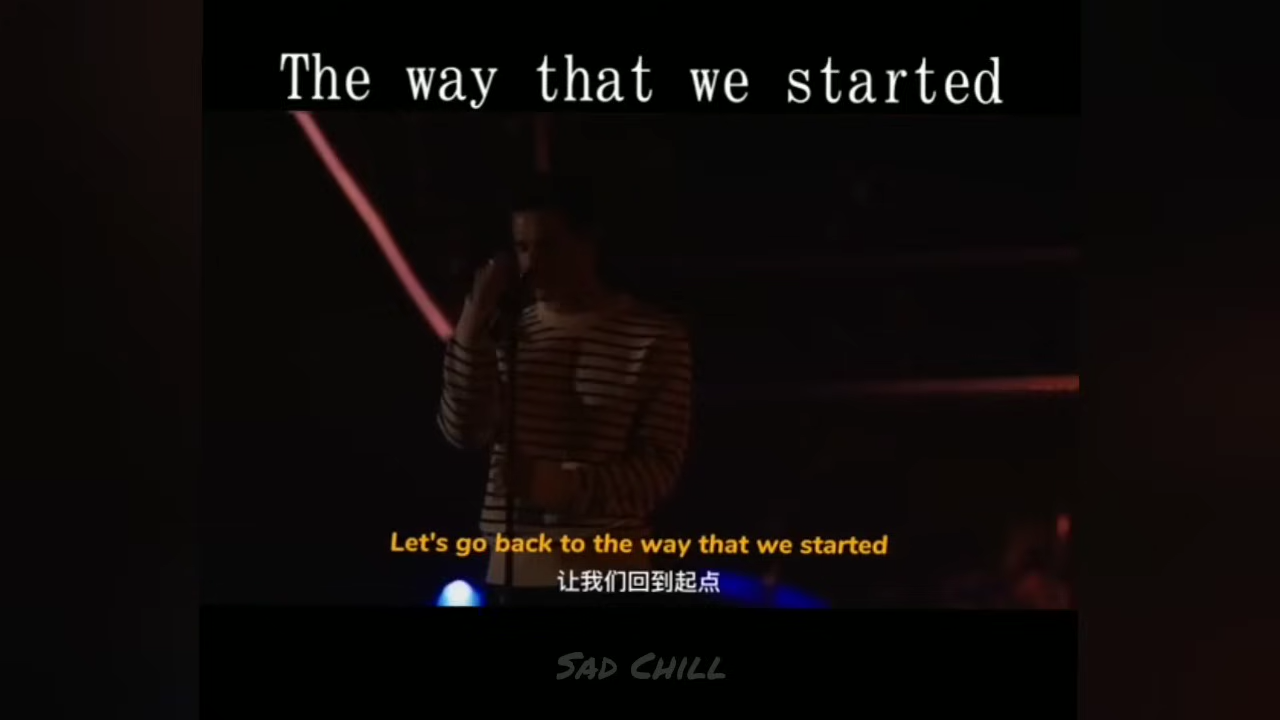 The way that we started
Let's go back to the way that we started
让我们回到起点
SAD CHILL